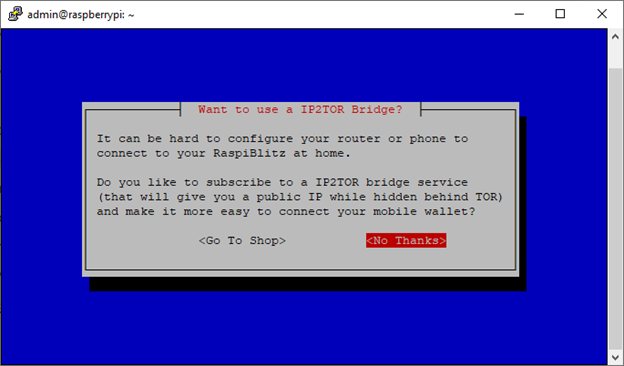 admin@raspberrypi: ~
Want to use a IP2TOR Bridge?
It can be hard to configure your router or phone to
connect to your RaspiBlitz at home.
Do you like to subscribe to a IP2TOR bridge service
(that will give you a public IP while hidden behind TOR)
and make it more easy to connect your mobile wallet?
<Go To Shop> <No Thanks>